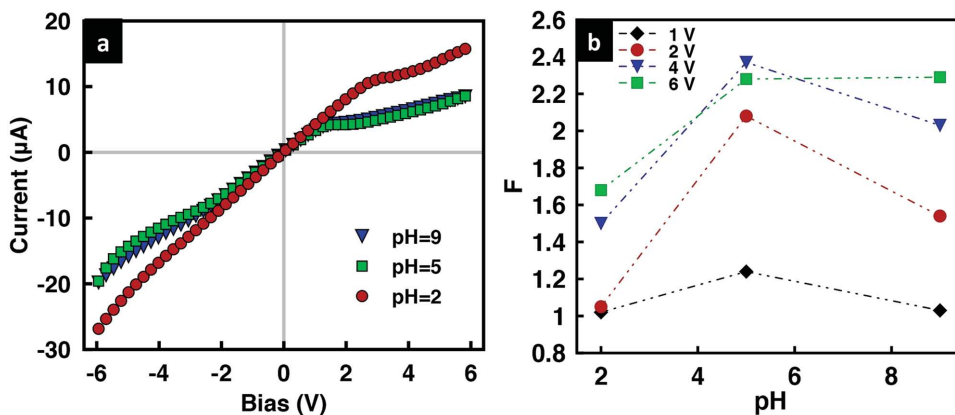 a
20
10
0
-10
-20
-30
-6 -4 -2 0 2 4 6
Current (µA)
Bias (V)
pH=9
pH=5
pH=2
b
2.6
2.4
2.2
2
1.8
1.6
1.4
1.2
1
0.8
2 4 6 8
F
pH
1 V
2 V
4 V
6 V